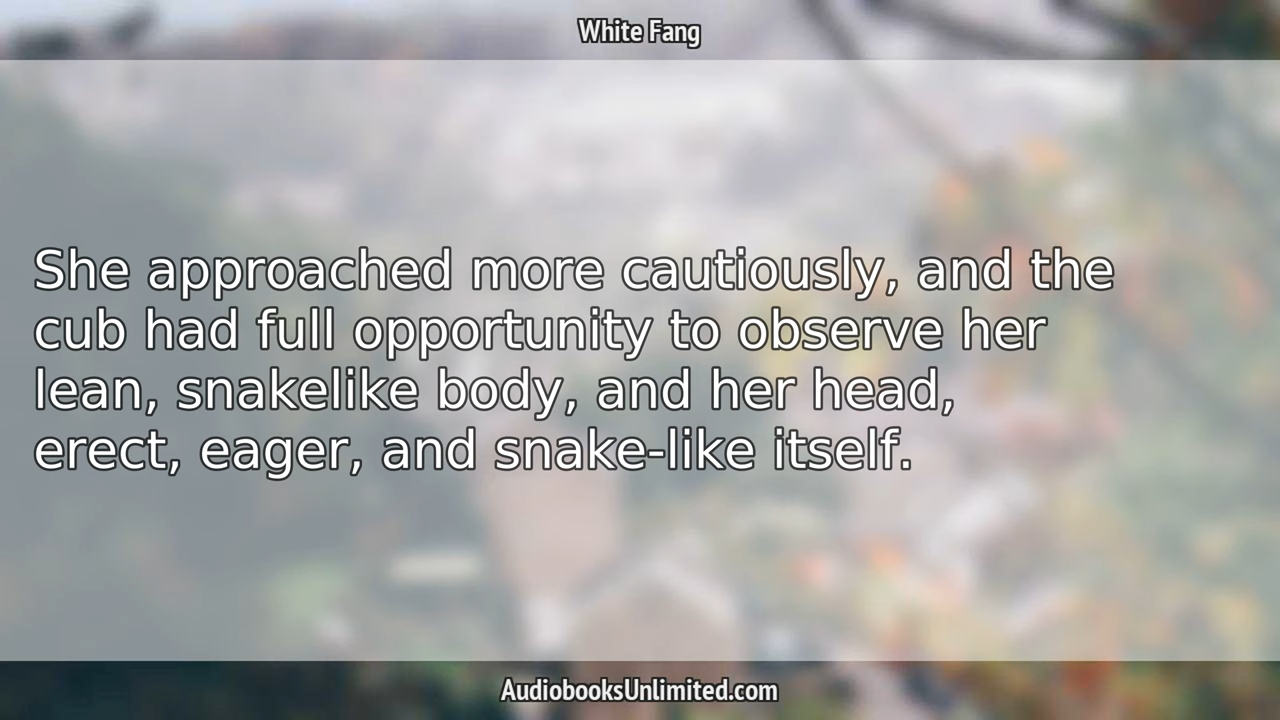 White Fang
She approached more cautiously, and the
cub had full opportunity to observe her
lean, snakelike body, and her head,
erect, eager, and snake-like itself.
AudiobooksUnlimited.com